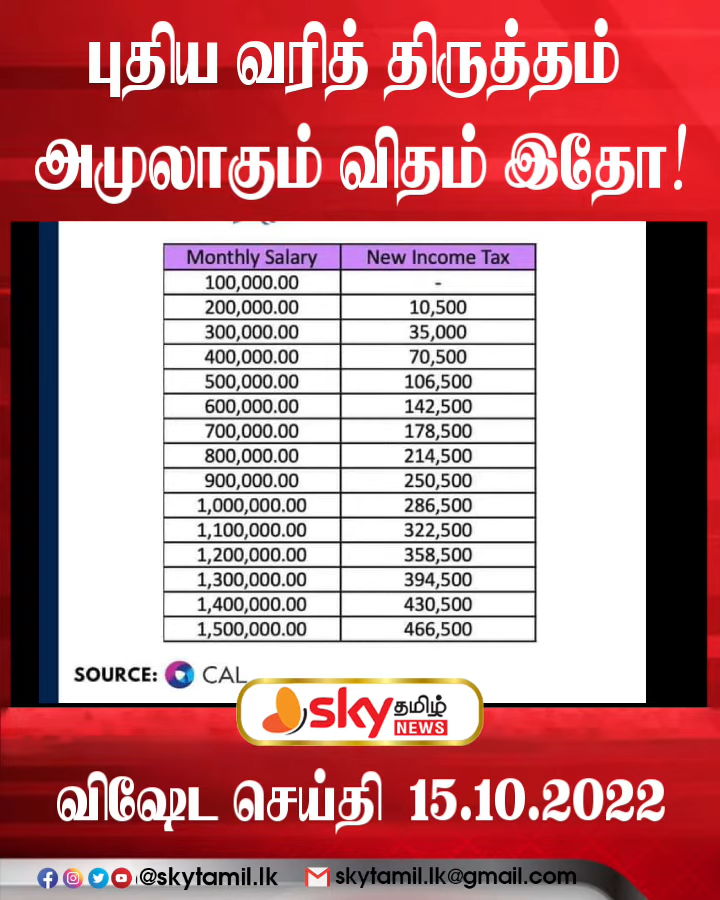 புதிய வரித் திருத்தம்
அமுலாகும் விதம் இதோ!
Monthly Salary New Income Tax
100,000.00 -
200,000.00 10,500
300,000.00 35,000
400,000.00 70,500
500,000.00 106,500
600,000.00 142,500
700,000.00 178,500
800,000.00 214,500
900,000.00 250,500
1,000,000.00 286,500
1,100,000.00 322,500
1,200,000.00 358,500
1,300,000.00 394,500
1,400,000.00 430,500
1,500,000.00 466,500
SOURCE: CAL
sky தமிழ்
NEWS
விஷேட செய்தி 15.10.2022
@skytamil.lk skytamil.lk@gmail.com